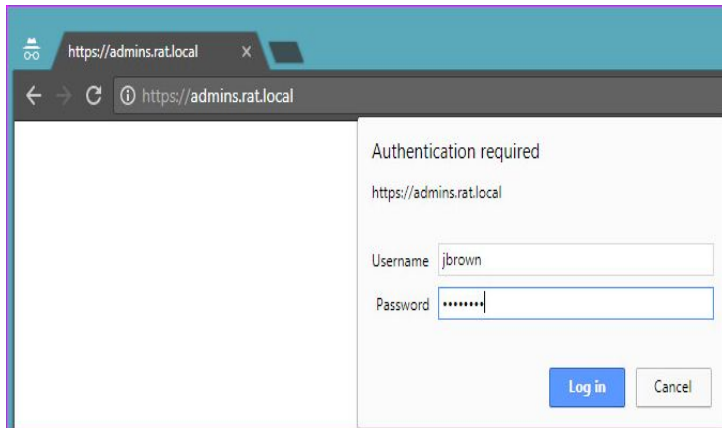 https://admins.rat.local
https://admins.rat.local
Authentication required
https://admins.rat.local
Username jbrown
Password ••••••••
Log in Cancel